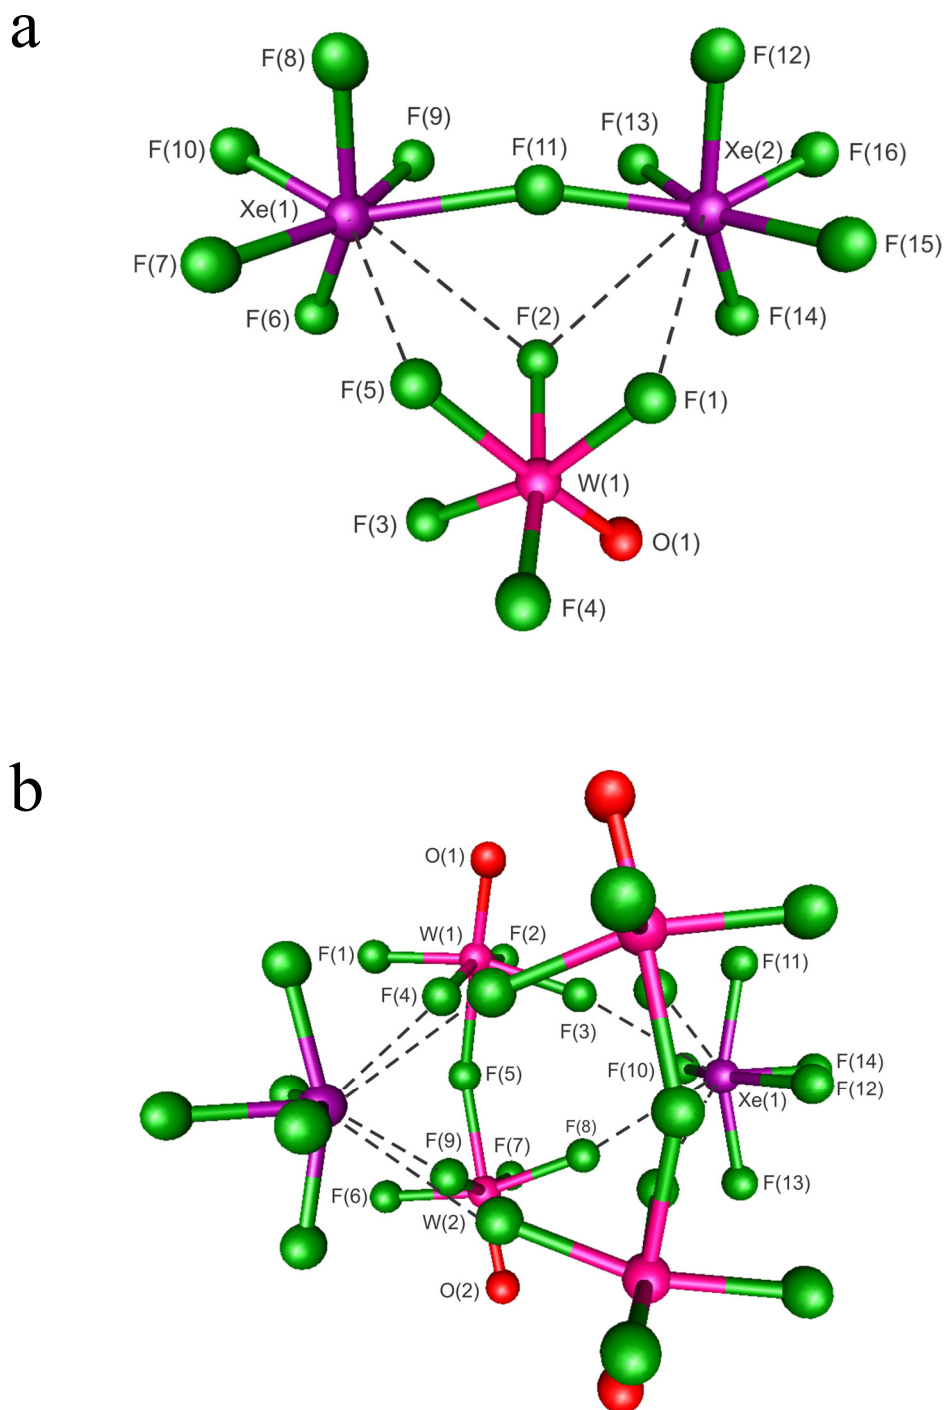 a
F(8)
F(12)
F(9)
F(13)
F(10)
F(11)
Xe(2)
F(16)
Xe(1)
F(15)
F(7)
F(6)
F(2)
F(14)
F(5)
F(1)
W(1)
F(3)
O(1)
F(4)
b
O(1)
W(1)
F(2)
F(1)
F(11)
F(4)
F(3)
F(5)
F(10)
F(14)
F(12)
Xe(1)
F(9)
F(7)
F(8)
F(6)
F(13)
W(2)
O(2)